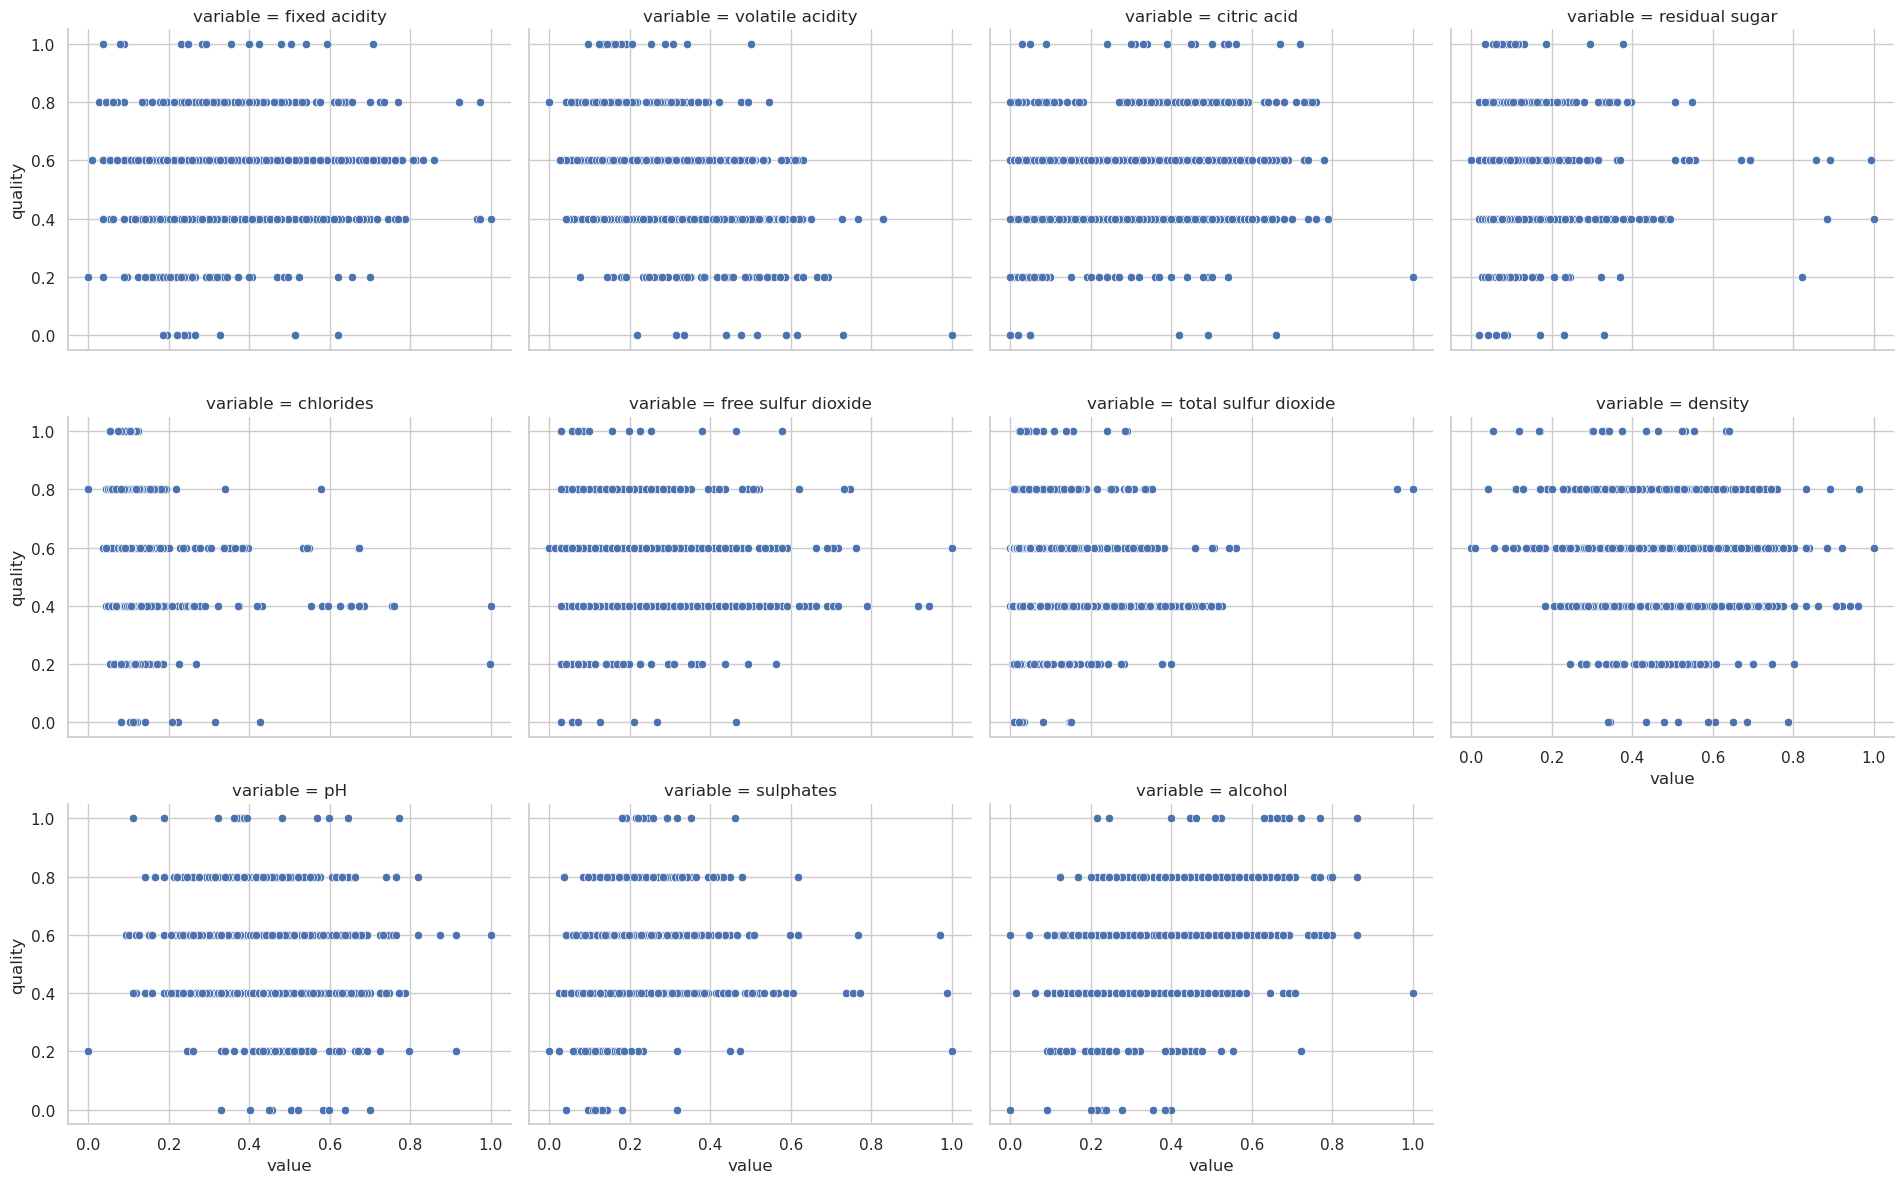 variable = fixed acidity
variable = volatile acidity
variable = citric acid
variable = residual sugar
1.0
0.8
0.6
0.4
0.2
0.0
quality
variable = chlorides
variable = free sulfur dioxide
variable = total sulfur dioxide
variable = density
1.0
0.8
0.6
0.4
0.2
0.0
quality
0.0 0.2 0.4 0.6 0.8 1.0
value
variable = pH
variable = sulphates
variable = alcohol
1.0
0.8
0.6
0.4
0.2
0.0
quality
0.0 0.2 0.4 0.6 0.8 1.0
value
0.0 0.2 0.4 0.6 0.8 1.0
value
0.0 0.2 0.4 0.6 0.8 1.0
value